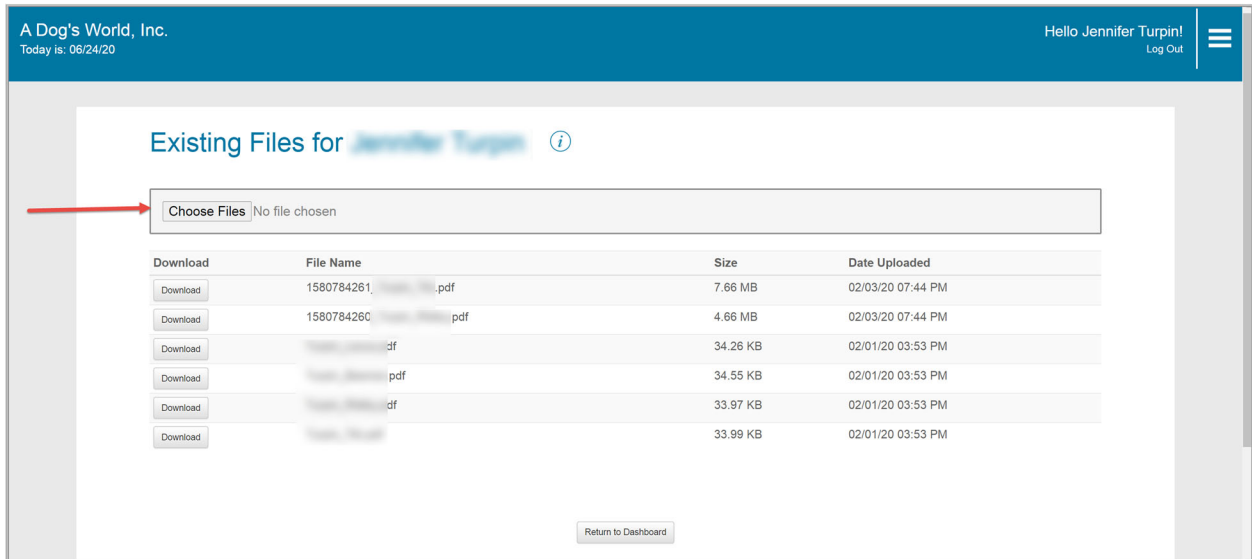 A Dog's World, Inc.
Today is: 06/24/20
Hello Jennifer Turpin!
Log Out
Existing Files for
i
Choose Files No file chosen
Download File Name Size Date Uploaded
Download 1580784261_ .pdf 7.66 MB 02/03/20 07:44 PM
Download 1580784260_ pdf 4.66 MB 02/03/20 07:44 PM
Download df 34.26 KB 02/01/20 03:53 PM
Download pdf 34.55 KB 02/01/20 03:53 PM
Download df 33.97 KB 02/01/20 03:53 PM
Download 33.99 KB 02/01/20 03:53 PM
Return to Dashboard